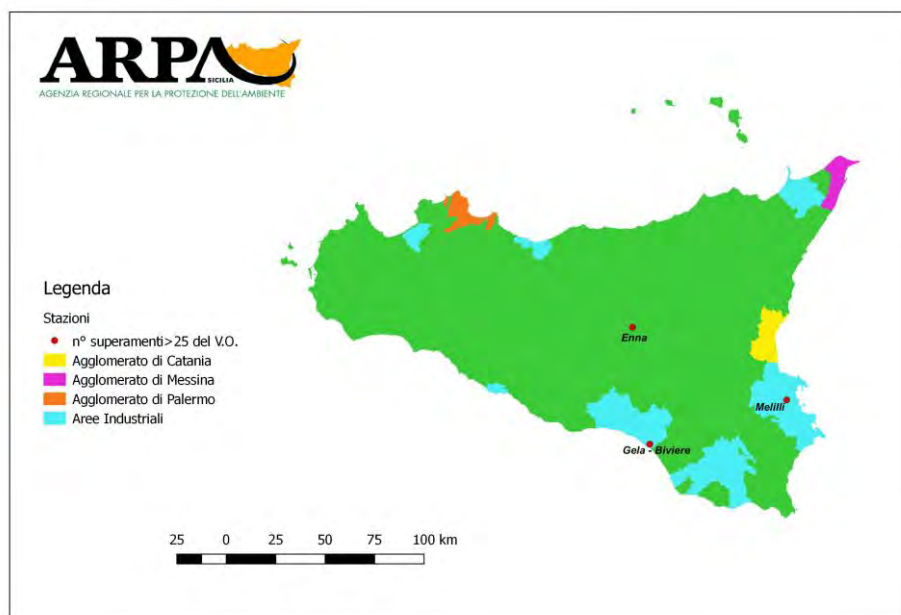 ARPA
SICILIA
AGENZIA REGIONALE PER LA PROTEZIONE DELL'AMBIENTE
Legenda
Stazioni
n° superamenti>25 del V.O.
Agglomerato di Catania
Agglomerato di Messina
Agglomerato di Palermo
Aree Industriali
Enna
Melilli
Gela - Biviere
25 0 25 50 75 100 km